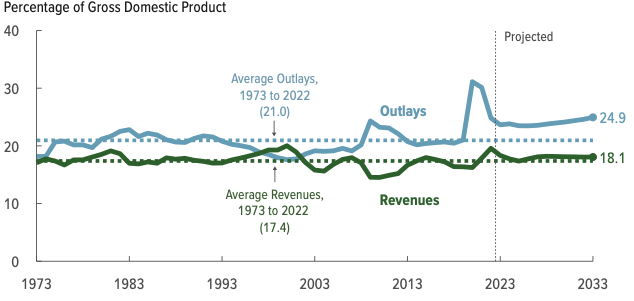 Percentage of Gross Domestic Product
40
Projected
30
Average Outlays,
1973 to 2022
(21.0)
Outlays
24.9
20
18.1
Average Revenues,
1973 to 2022
(17.4)
Revenues
10
0
1973 1983 1993 2003 2013 2023 2033